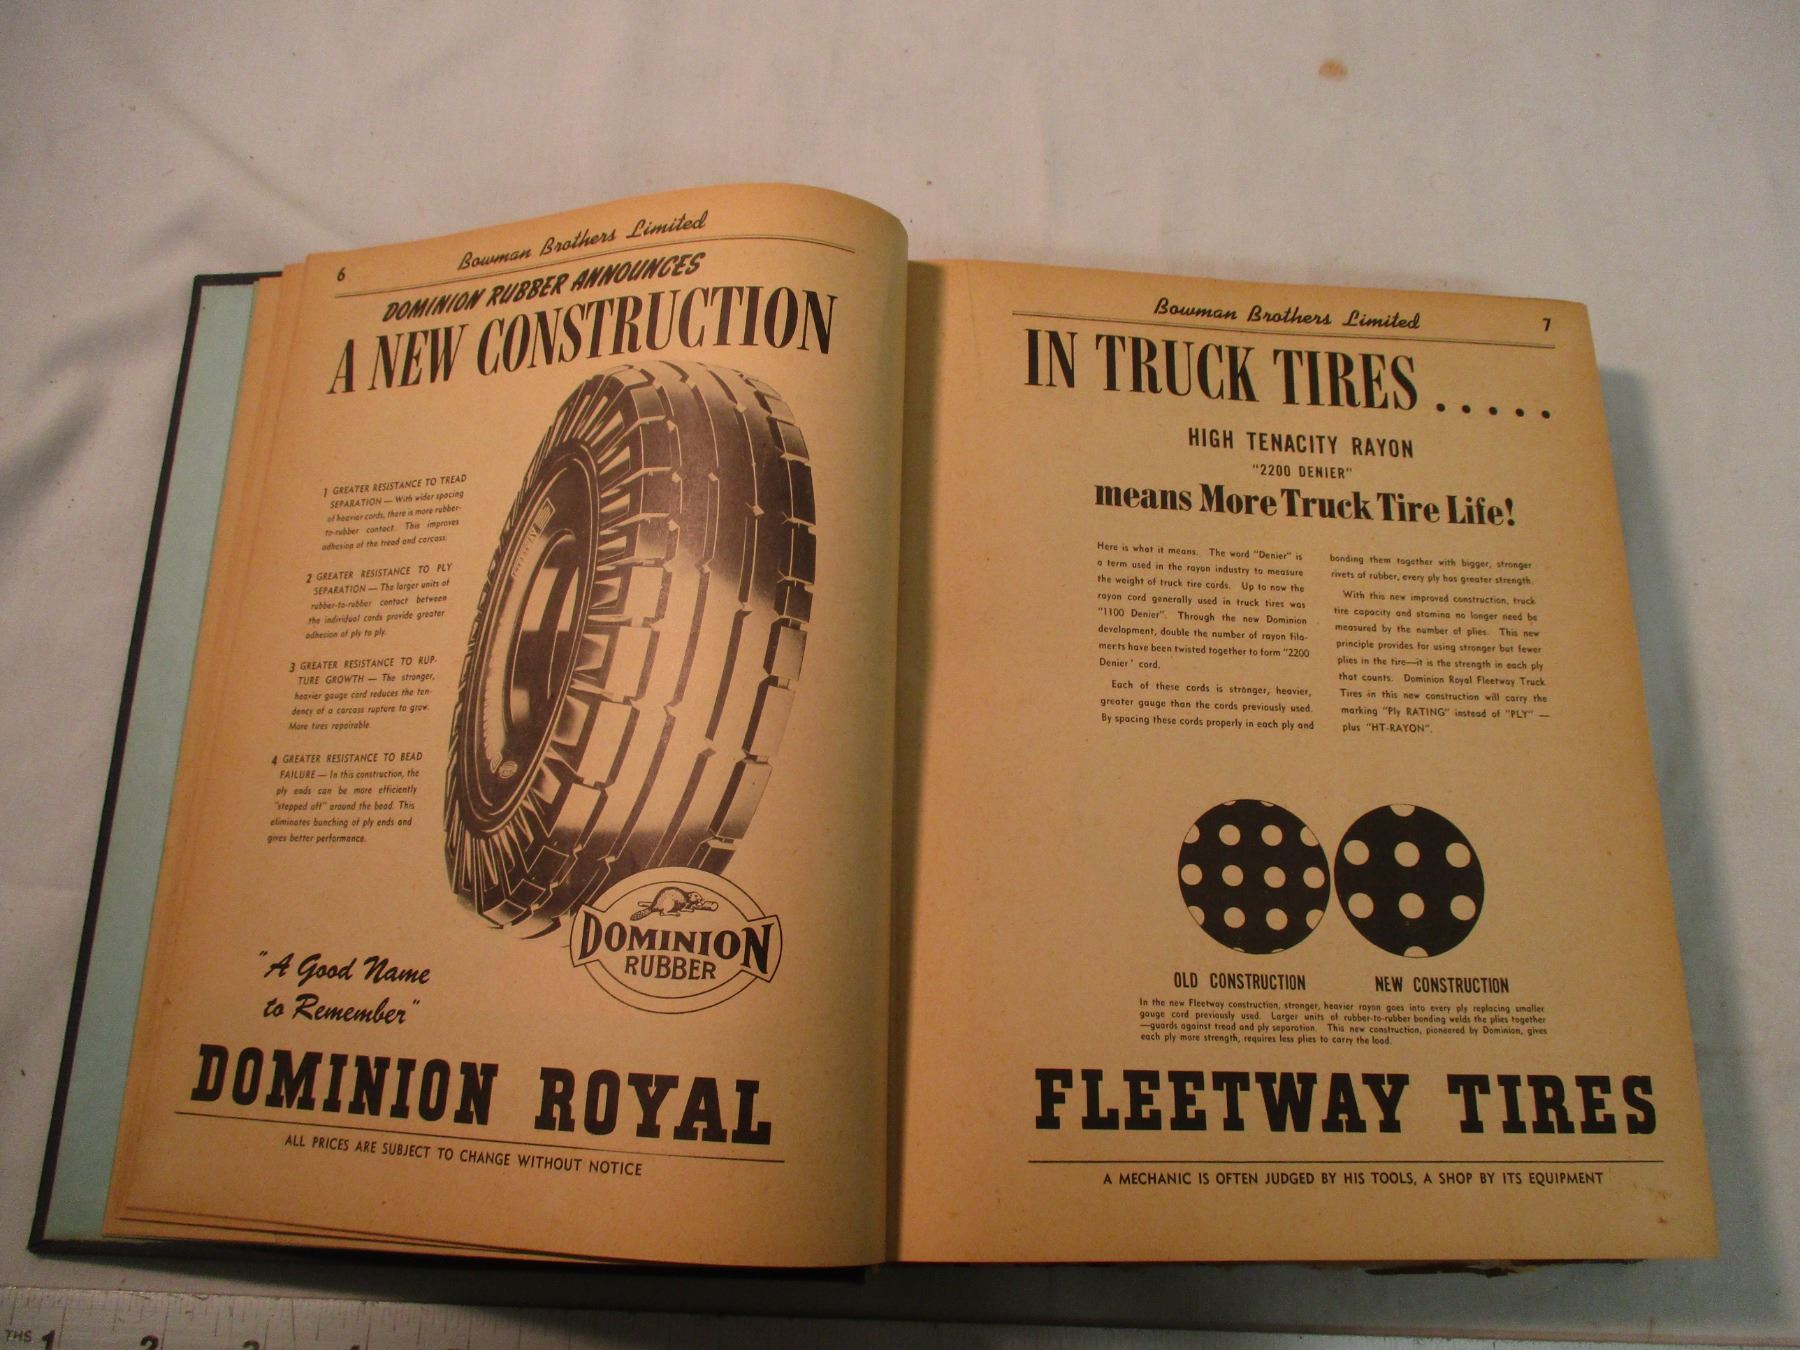 6
Bowman Brothers Limited
DOMINION RUBBER ANNOUNCES
A NEW CONSTRUCTION
1 GREATER RESISTANCE TO TREAD
SEPARATION — With wider spacing
of heavier cords, there is more rubber-
to-rubber contact. This improves
adhesion of the tread and carcass.
2 GREATER RESISTANCE TO PLY
SEPARATION — The larger units of
rubber-to-rubber contact between
the individual cords provide greater
adhesion of ply to ply.
3 GREATER RESISTANCE TO RUP-
TURE GROWTH — The stronger,
heavier gauge cord reduces the ten-
dency of a carcass rupture to grow.
More tires repairable.
4 GREATER RESISTANCE TO BEAD
FAILURE — In this construction, the
ply ends can be more efficiently
"stepped off" around the bead. This
eliminates bunching of ply ends and
gives better performance.
DOMINION
RUBBER
"A Good Name
to Remember"
DOMINION ROYAL
ALL PRICES ARE SUBJECT TO CHANGE WITHOUT NOTICE
Bowman Brothers Limited
7
IN TRUCK TIRES . . . . .
HIGH TENACITY RAYON
"2200 DENIER"
means More Truck Tire Life!
Here is what it means. The word "Denier" is
a term used in the rayon industry to measure
the weight of truck tire cords. Up to now the
rayon cord generally used in truck tires was
"1100 Denier". Through the new Dominion
development, double the number of rayon fila-
ments have been twisted together to form "2200
Denier' cord.
Each of these cords is stronger, heavier,
greater gauge than the cords previously used.
By spacing these cords properly in each ply and
bonding them together with bigger, stronger
rivets of rubber, every ply has greater strength.
With this new improved construction, truck
tire capacity and stamina no longer need be
measured by the number of plies. This new
principle provides for using stronger but fewer
plies in the tire—it is the strength in each ply
that counts. Dominion Royal Fleetway Truck
Tires in this new construction will carry the
marking "Ply RATING" instead of "PLY" —
plus "HT-RAYON".
OLD CONSTRUCTION
NEW CONSTRUCTION
In the new Fleetway construction, stronger, heavier rayon goes into every ply replacing smaller
gauge cord previously used. Larger units of rubber-to-rubber bonding welds the plies together
—guards against tread and ply separation. This new construction, pioneered by Dominion, gives
each ply more strength, requires less plies to carry the load.
FLEETWAY TIRES
A MECHANIC IS OFTEN JUDGED BY HIS TOOLS, A SHOP BY ITS EQUIPMENT
THS 1 2 3 4